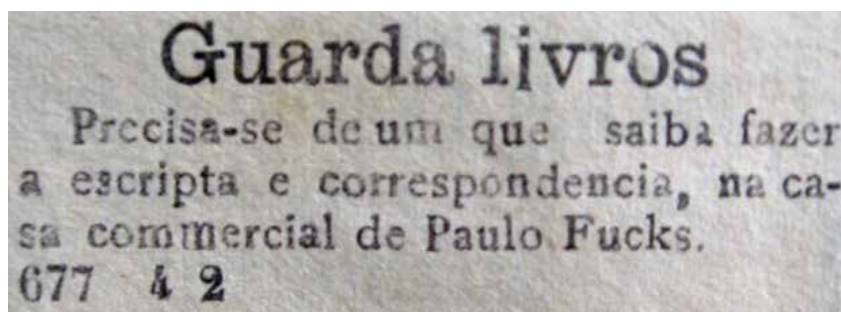 Guarda livros
Precisa-se de um que saiba fazer
a escripta e correspondencia, na ca-
sa commercial de Paulo Fucks.
677 4 2